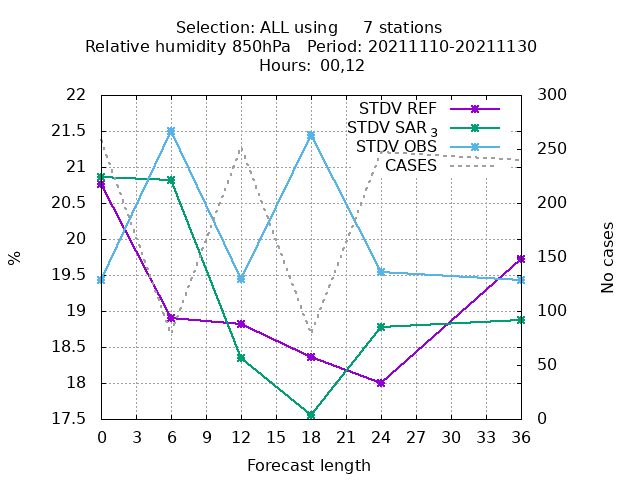 Selection: ALL using     7 stations
Relative humidity 850hPa   Period: 20211110-20211130
Hours: 00,12
22
21.5
21
20.5
20
19.5
19
18.5
18
17.5
%
STDV REF
STDV SAR 3
STDV OBS
CASES
300
250
200
150
100
50
0
No cases
0 3 6 9 12 15 18 21 24 27 30 33 36
Forecast length